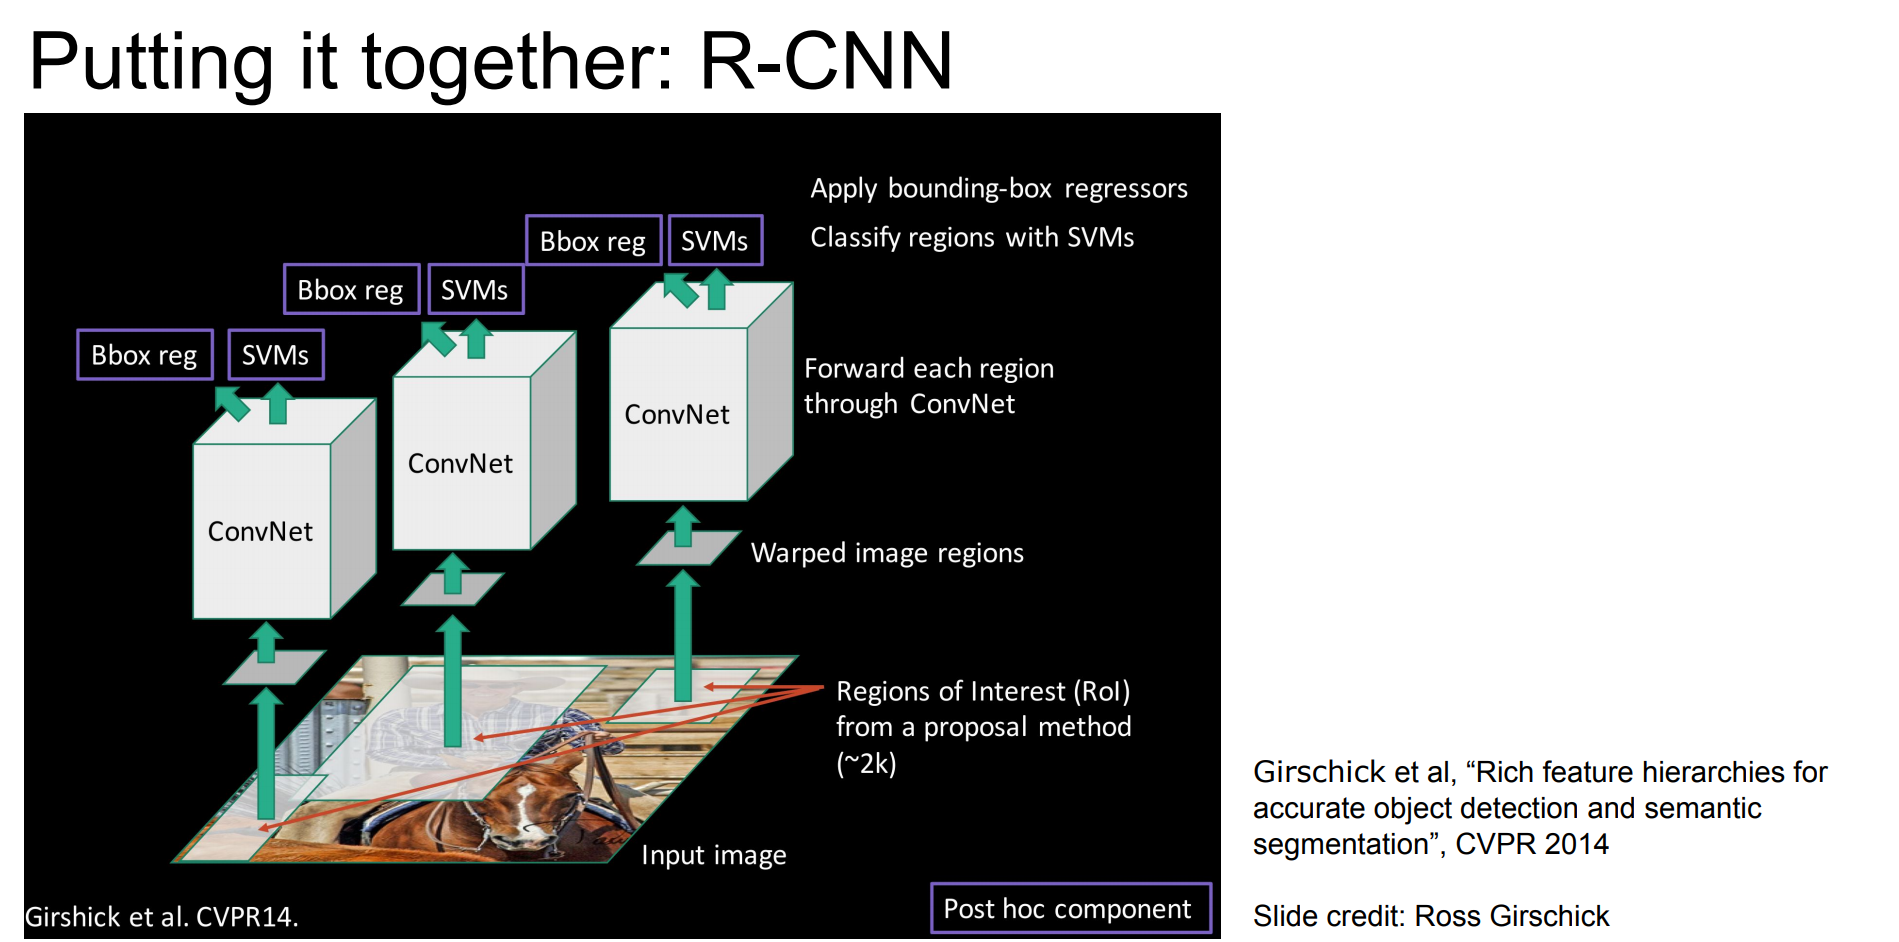 Putting it together: R-CNN
Apply bounding-box regressors
Bbox reg
SVMs
Classify regions with SVMs
Bbox reg
SVMs
Bbox reg
SVMs
Forward each region
through ConvNet
ConvNet
ConvNet
ConvNet
Warped image regions
Regions of Interest (RoI)
from a proposal method
(~2k)
Input image
Post hoc component
Girshick et al. CVPR14.
Girschick et al, “Rich feature hierarchies for
accurate object detection and semantic
segmentation”, CVPR 2014
Slide credit: Ross Girschick